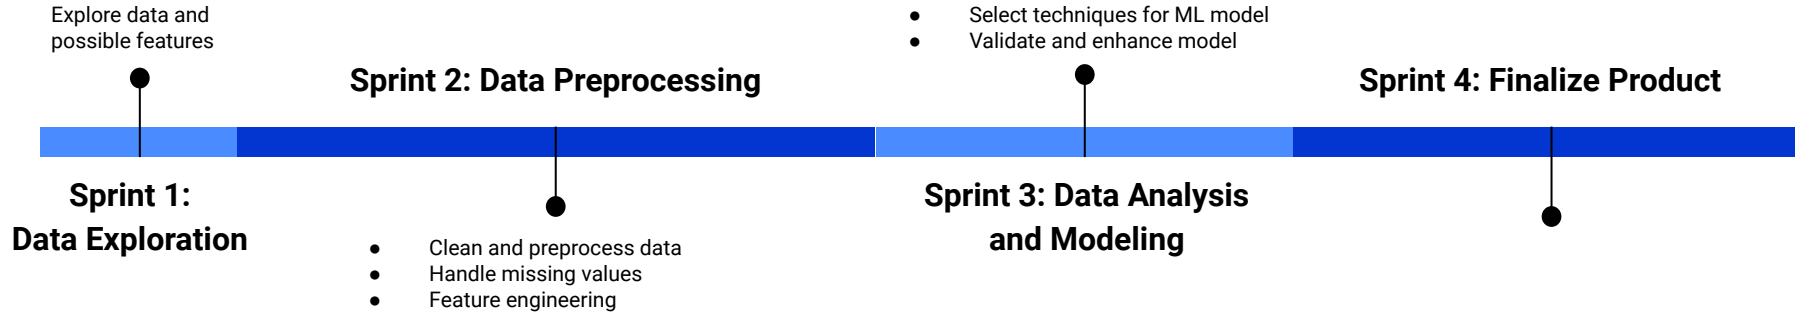 Explore data and
possible features
Sprint 1:
Data Exploration
Sprint 2: Data Preprocessing
● Clean and preprocess data
● Handle missing values
● Feature engineering
● Select techniques for ML model
● Validate and enhance model
Sprint 3: Data Analysis
and Modeling
Sprint 4: Finalize Product